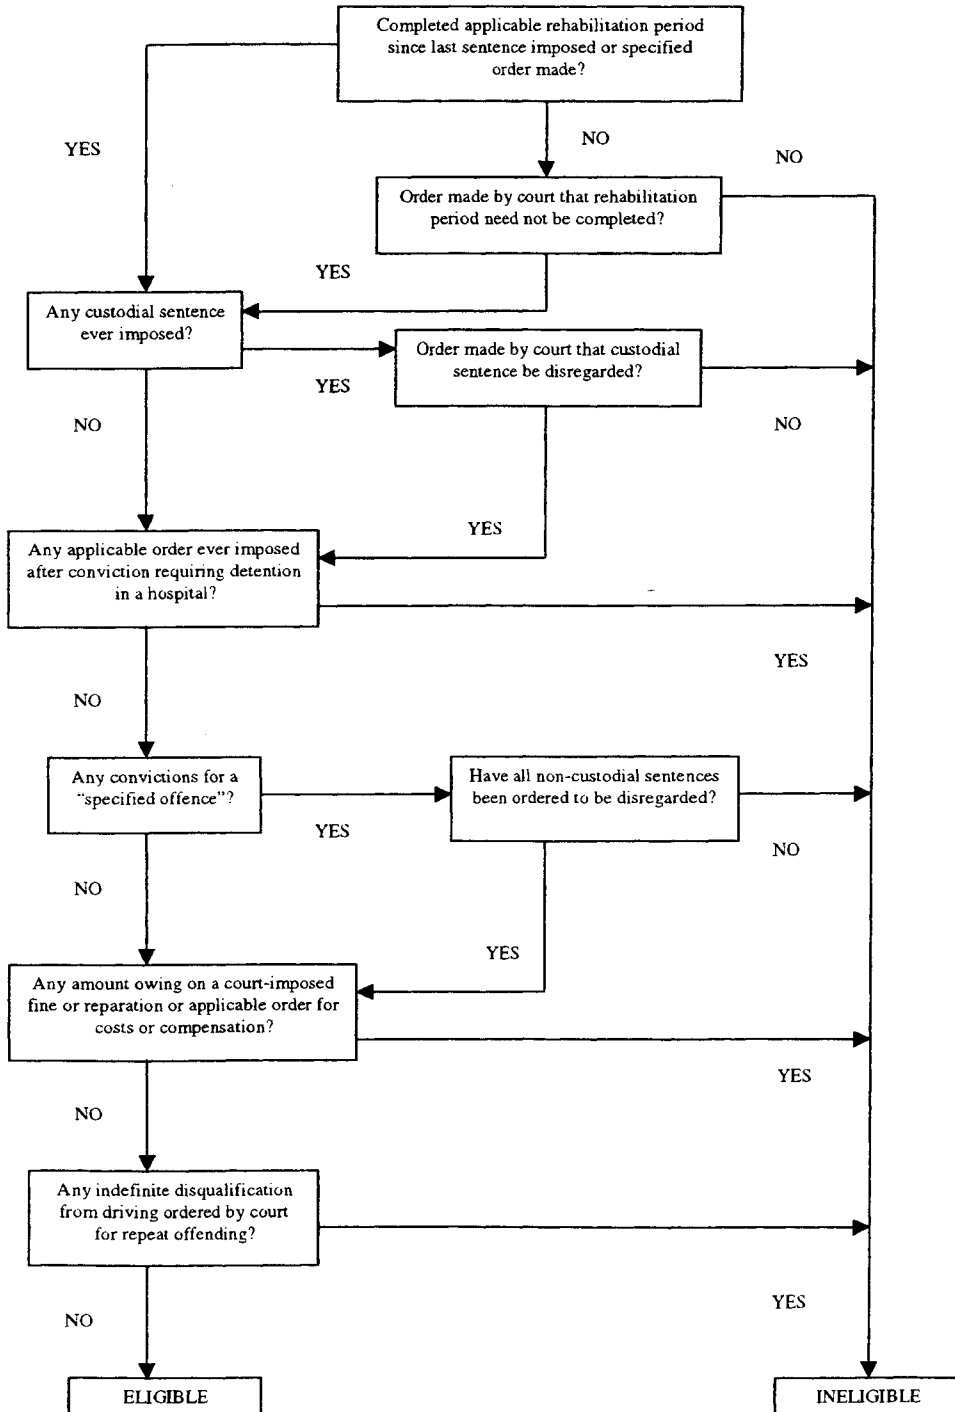 Completed applicable rehabilitation period
since last sentence imposed or specified
order made?
YES
NO
NO
Order made by court that rehabilitation
period need not be completed?
YES
Any custodial sentence
ever imposed?
Order made by court that custodial
sentence be disregarded?
YES
NO
NO
YES
Any applicable order ever imposed
after conviction requiring detention
in a hospital?
YES
NO
Any convictions for a
"specified offence"?
Have all non-custodial sentences
been ordered to be disregarded?
YES
NO
NO
YES
Any amount owing on a court-imposed
fine or reparation or applicable order for
costs or compensation?
YES
NO
Any indefinite disqualification
from driving ordered by court
for repeat offending?
YES
NO
ELIGIBLE
INELIGIBLE